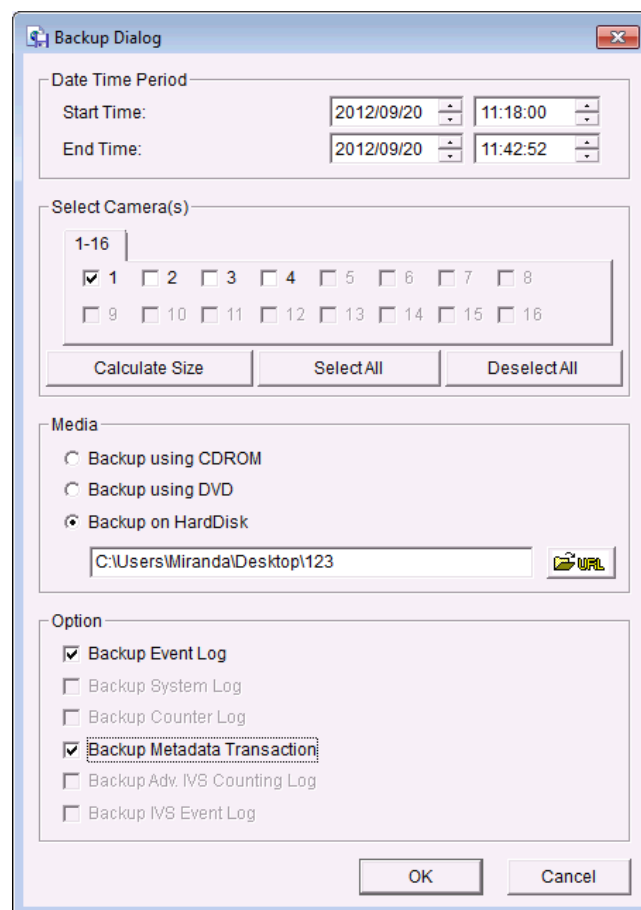 Backup Dialog
Date Time Period
Start Time: 2012/09/20 11:18:00
End Time: 2012/09/20 11:42:52
Select Camera(s)
1-16
1 2 3 4 5 6 7 8
9 10 11 12 13 14 15 16
Calculate Size Select All Deselect All
Media
Backup using CDROM
Backup using DVD
Backup on HardDisk
C:\Users\Miranda\Desktop\123 URL
Option
Backup Event Log
Backup System Log
Backup Counter Log
Backup Metadata Transaction
Backup Adv. IVS Counting Log
Backup IVS Event Log
OK Cancel